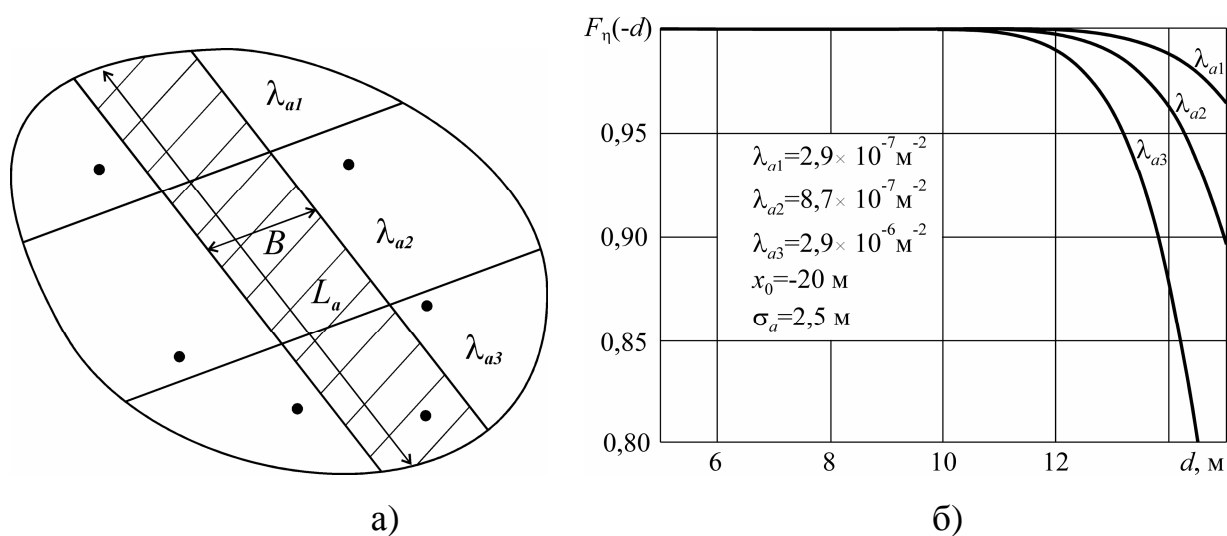 λa1
λa2
B
La
λa3
а)
Fη(-d)
0,95
0,90
0,85
0,80
λa1
λa2
λa3
λa1=2,9× 10-7м-2
λa2=8,7× 10-7м-2
λa3=2,9× 10-6м-2
x0=-20 м
σa=2,5 м
6
8
10
12
d, м
б)